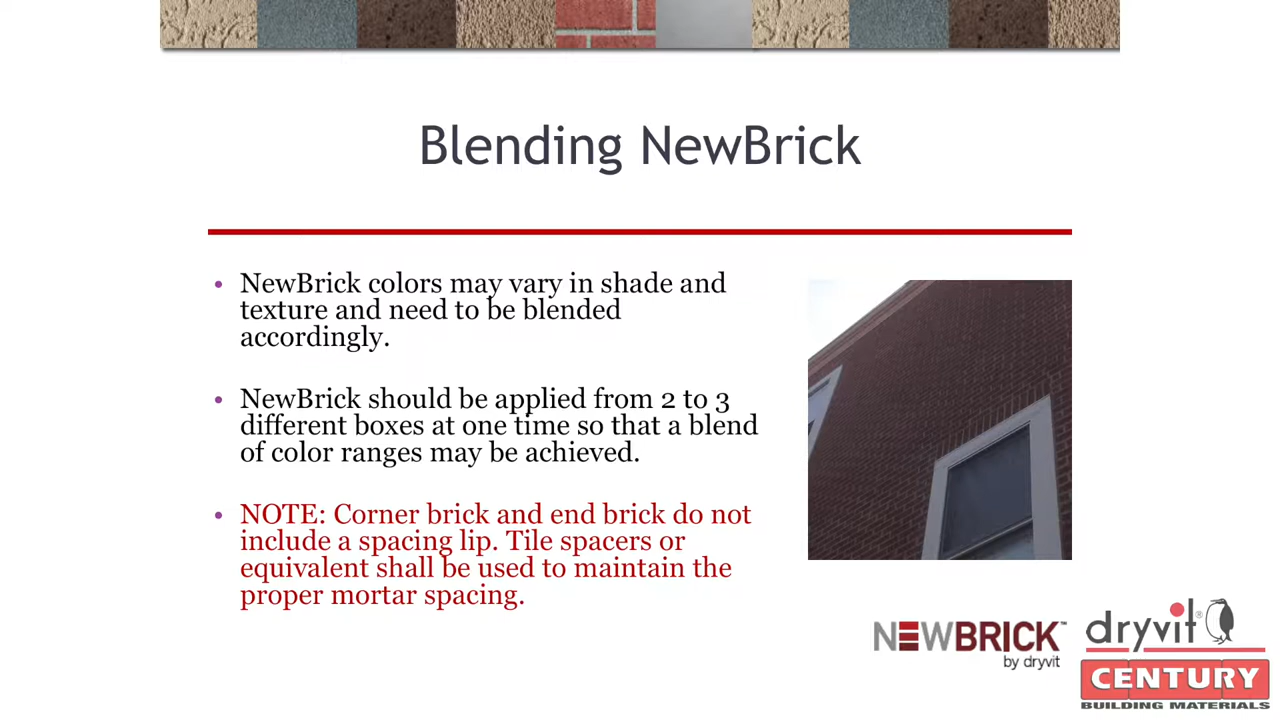 Blending NewBrick
• NewBrick colors may vary in shade and
texture and need to be blended
accordingly.
• NewBrick should be applied from 2 to 3
different boxes at one time so that a blend
of color ranges may be achieved.
• NOTE: Corner brick and end brick do not
include a spacing lip. Tile spacers or
equivalent shall be used to maintain the
proper mortar spacing.
NEWBRICK™
by dryvit
dryvit®
CENTURY
BUILDING MATERIALS